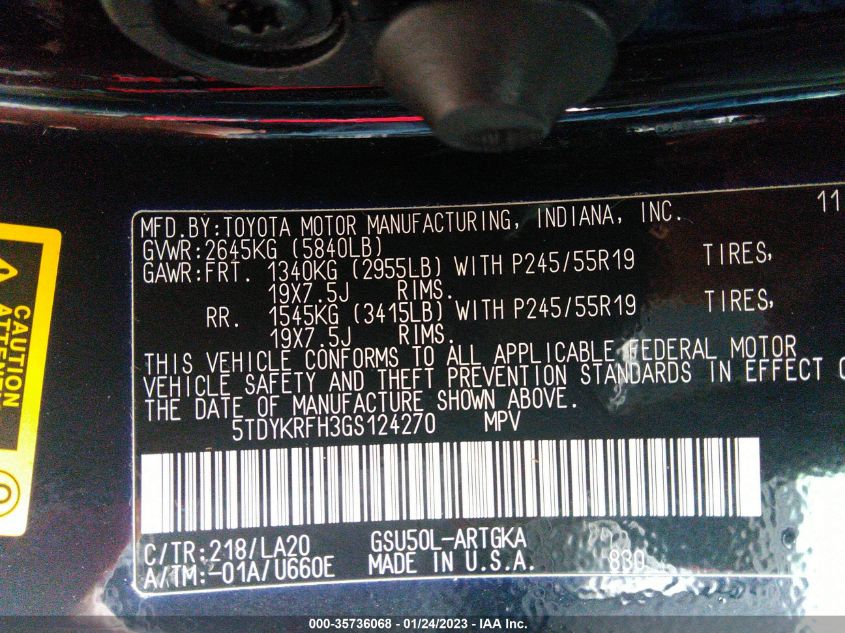 MFD.BY:TOYOTA MOTOR MANUFACTURING, INDIANA, INC. 11
GVWR:2645KG (5840LB)
GAWR:FRT. 1340KG (2955LB) WITH P245/55R19 TIRES,
19X7.5J RIMS.
RR. 1545KG (3415LB) WITH P245/55R19 TIRES,
19X7.5J RIMS.
THIS VEHICLE CONFORMS TO ALL APPLICABLE FEDERAL MOTOR
VEHICLE SAFETY AND THEFT PREVENTION STANDARDS IN EFFECT
THE DATE OF MANUFACTURE SHOWN ABOVE.
5TDYKRFH3GS124270 MPV
C/TR:218/LA20 GSU50L-ARTGKA
A/TM:-01A/U660E MADE IN U.S.A. 830
CAUTION
000-35736068 - 01/24/2023 - IAA Inc.